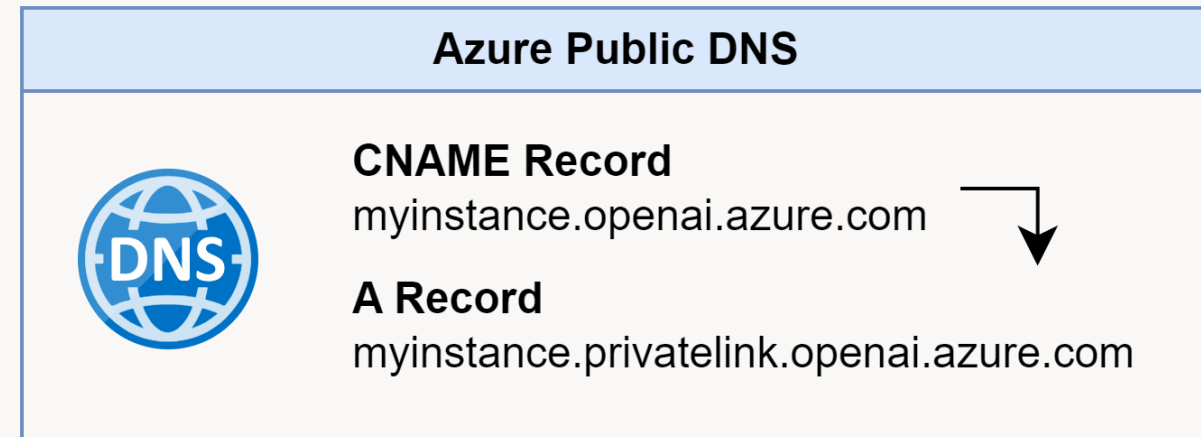 Azure Public DNS
CNAME Record
myinstance.openai.azure.com
DNS
A Record
myinstance.privatelink.openai.azure.com